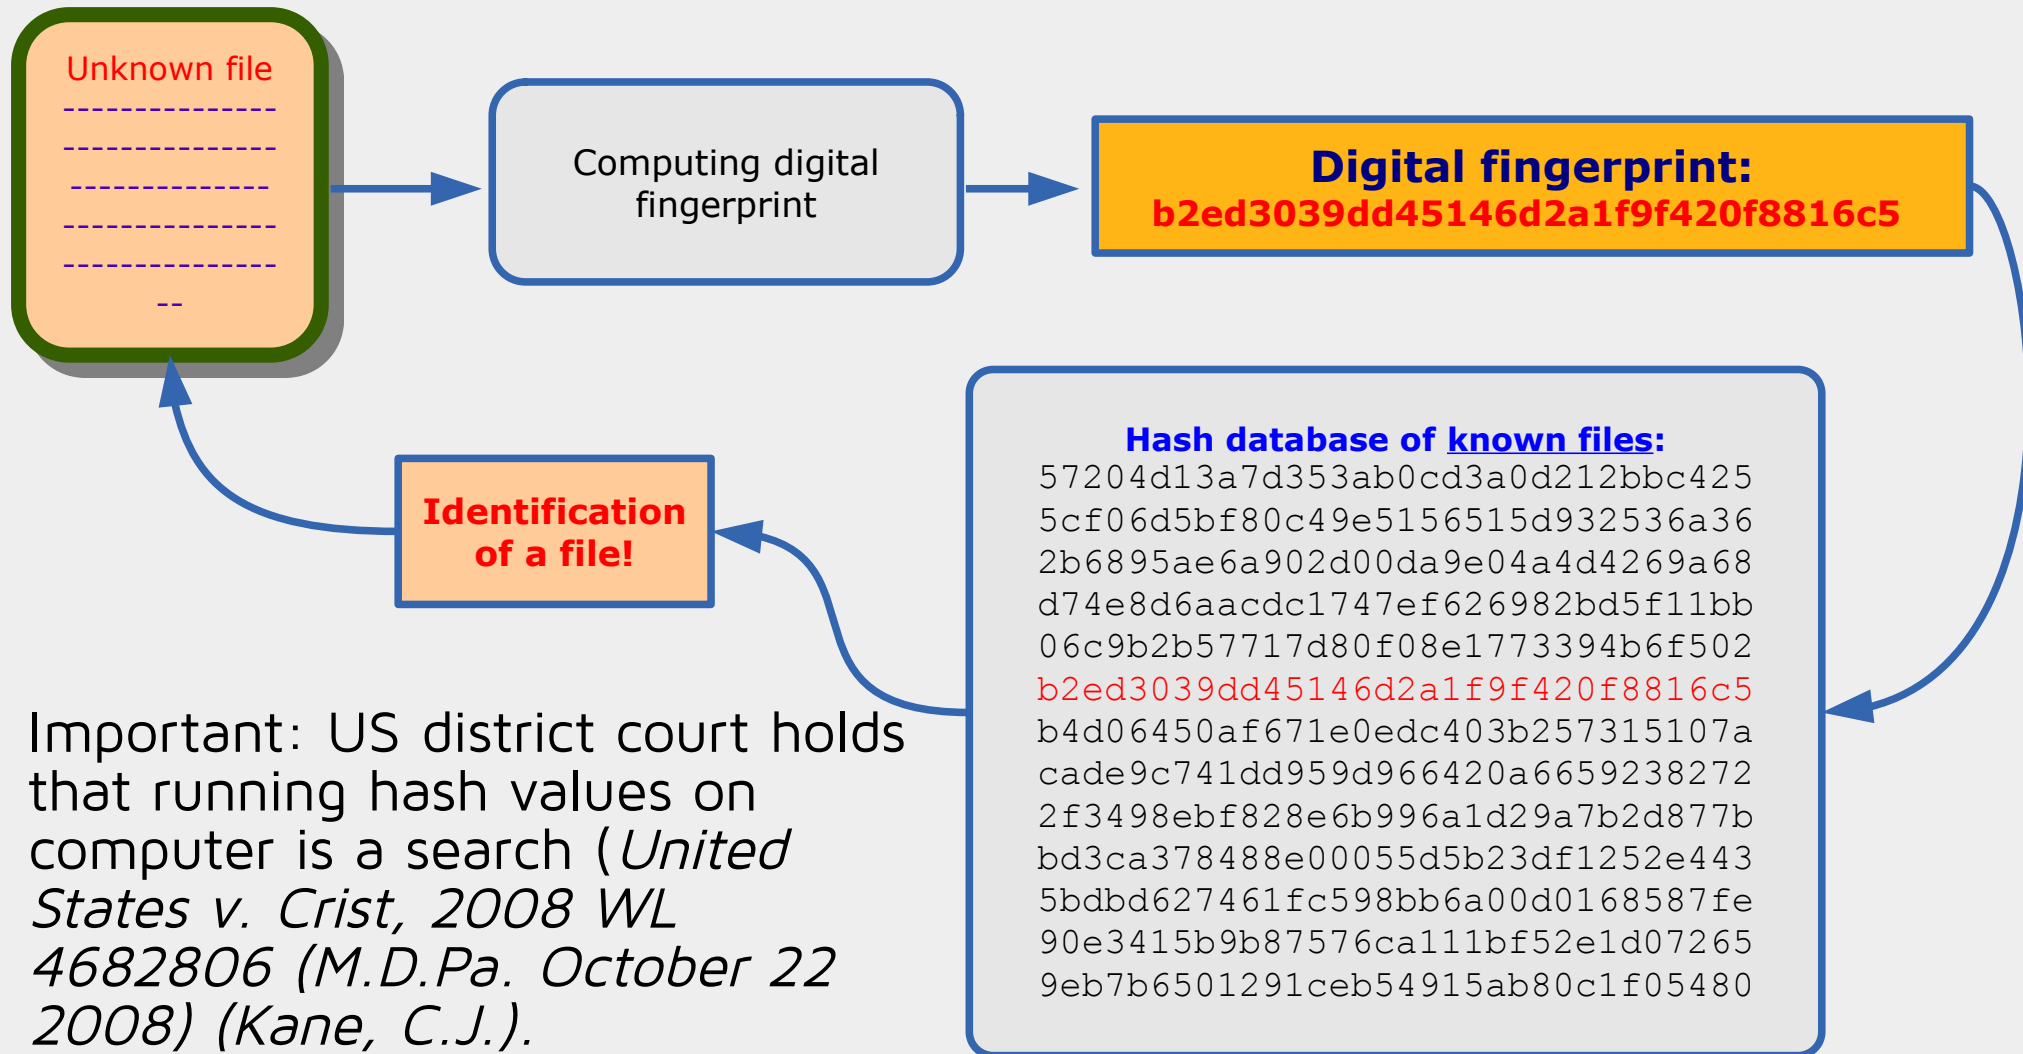 Unknown file
---------------
---------------
--------------
---------------
---------------
--
Computing digital
fingerprint
Digital fingerprint:
b2ed3039dd45146d2a1f9f420f8816c5
Hash database of known files:
57204d13a7d353ab0cd3a0d212bbc425
5cf06d5bf80c49e5156515d932536a36
2b6895ae6a902d00da9e04a4d4269a68
d74e8d6aacdc1747ef626982bd5f11bb
06c9b2b57717d80f08e1773394b6f502
b2ed3039dd45146d2a1f9f420f8816c5
b4d06450af671e0edc403b257315107a
cade9c741dd959d966420a6659238272
2f3498ebf828e6b996a1d29a7b2d877b
bd3ca378488e00055d5b23df1252e443
5bdbd627461fc598bb6a00d0168587fe
90e3415b9b87576ca111bf52e1d07265
9eb7b6501291ceb54915ab80c1f05480
Identification
of a file!
Important: US district court holds
that running hash values on
computer is a search (United
States v. Crist, 2008 WL
4682806 (M.D.Pa. October 22
2008) (Kane, C.J.).